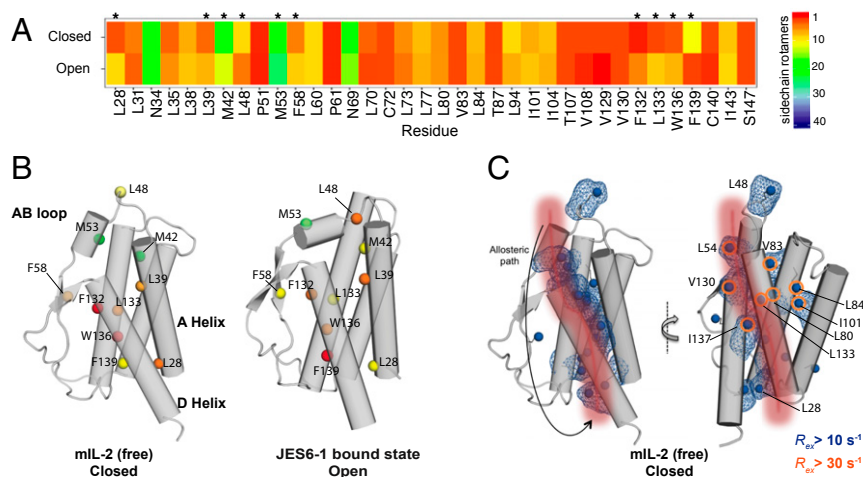 A
* * * * * * * * * *
Closed
Open
L28 L31 N34 L35 L38 L39 M42 L48 P51 M53 F58 L60 P61 N69 L70 C72 L73 L77 L80 V83 L84 T87 L94 I101 I104 T107 V108 V129 V130 F132 L133 W136 F139 C140 I143 S147
Residue
sidechain rotamers
1
10
20
30
40
B
AB loop
L48
M53
M42
F58
L39
F132
L133
A Helix
W136
F139
L28
D Helix
mIL-2 (free)
Closed
L48
M53
M42
F58
F132
L39
L133
W136
F139
L28
JES6-1 bound state
Open
C
Allosteric
path
L48
L54
V83
V130
L84
I101
L80
I137
L133
L28
mIL-2 (free)
Closed
Rex> 10 s-1
Rex> 30 s-1